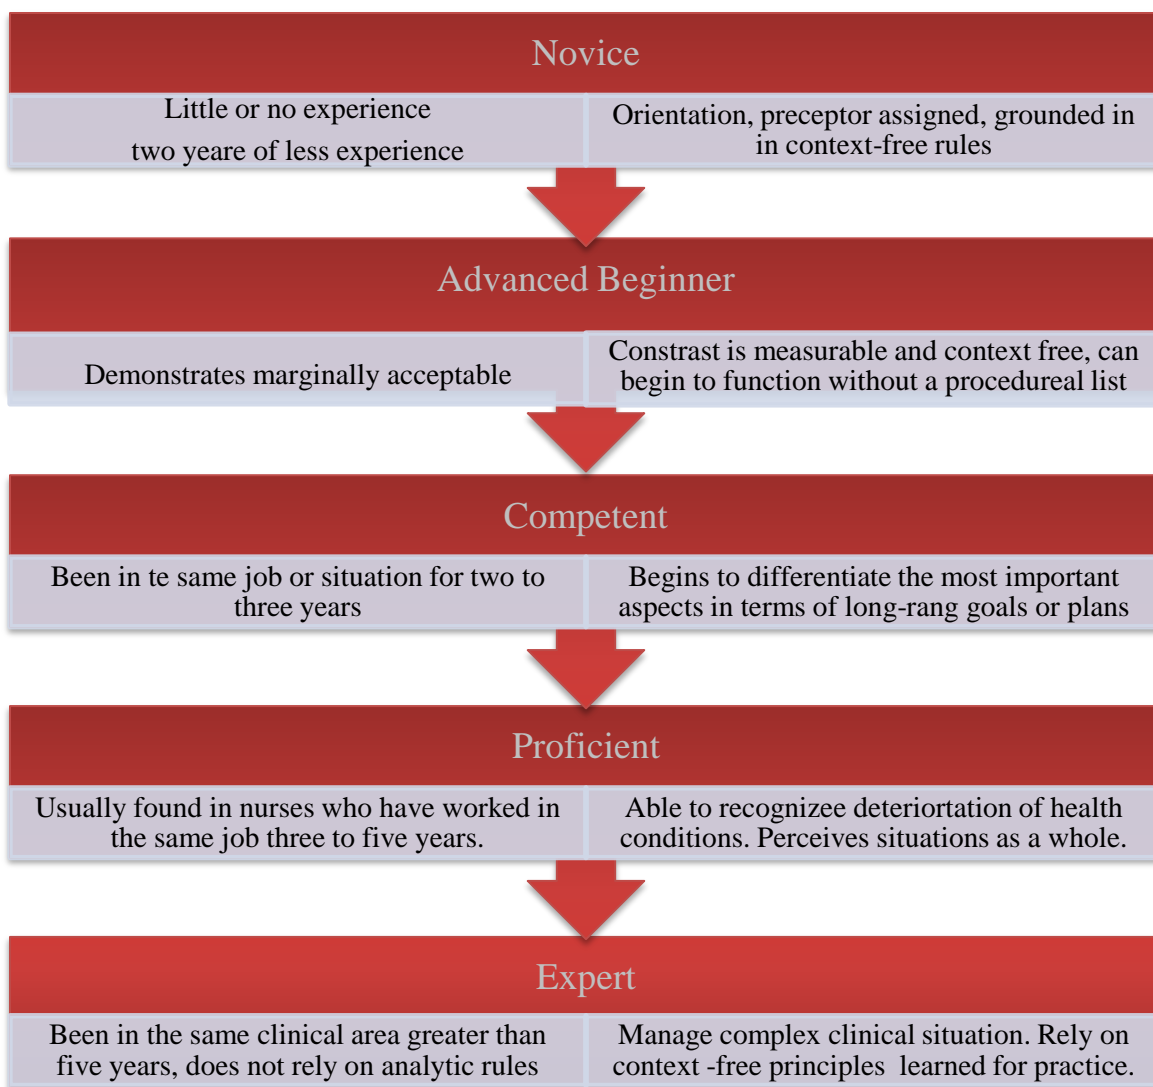 Novice
Little or no experience
two yeare of less experience
Orientation, preceptor assigned, grounded in
in context-free rules
Advanced Beginner
Demonstrates marginally acceptable
Constrast is measurable and context free, can
begin to function without a procedureal list
Competent
Been in te same job or situation for two to
three years
Begins to differentiate the most important
aspects in terms of long-rang goals or plans
Proficient
Usually found in nurses who have worked in
the same job three to five years.
Able to recognizee deteriortation of health
conditions. Perceives situations as a whole.
Expert
Been in the same clinical area greater than
five years, does not rely on analytic rules
Manage complex clinical situation. Rely on
context -free principles learned for practice.